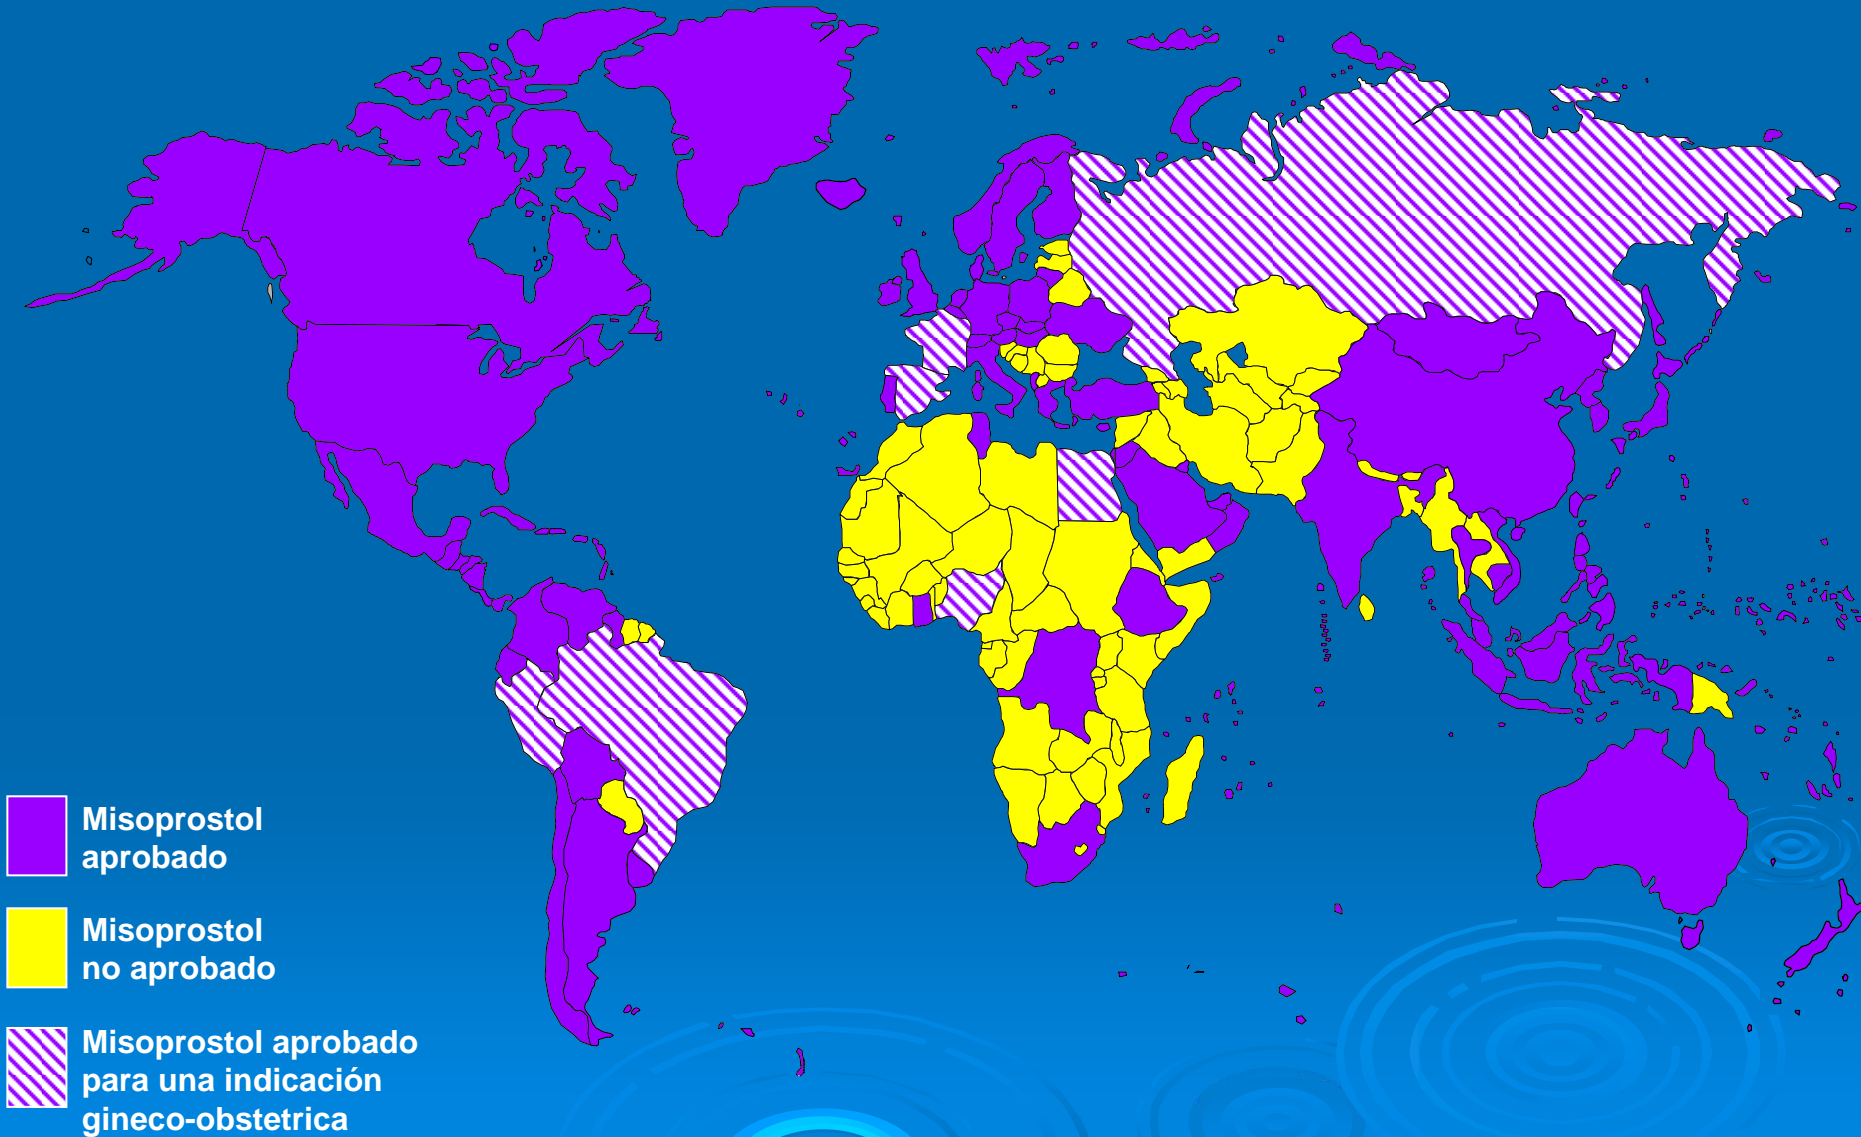 Misoprostol
aprobado
Misoprostol
no aprobado
Misoprostol aprobado
para una indicación
gineco-obstetrica